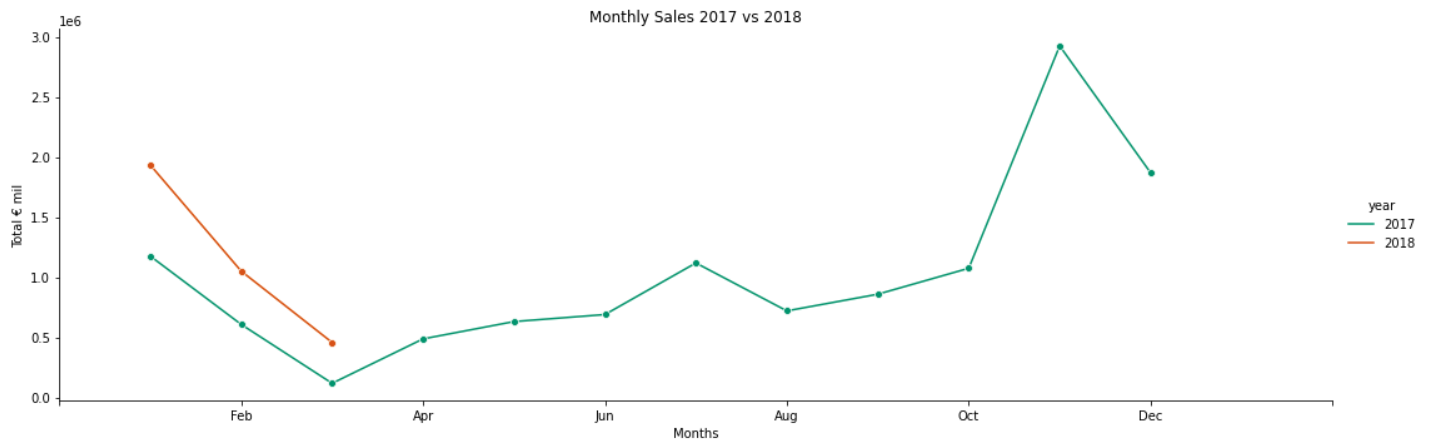 Monthly Sales 2017 vs 2018
1e6
3.0
2.5
2.0
1.5
1.0
0.5
0.0
Total € mil
Feb
Apr
Jun
Aug
Oct
Dec
Months
year
2017
2018